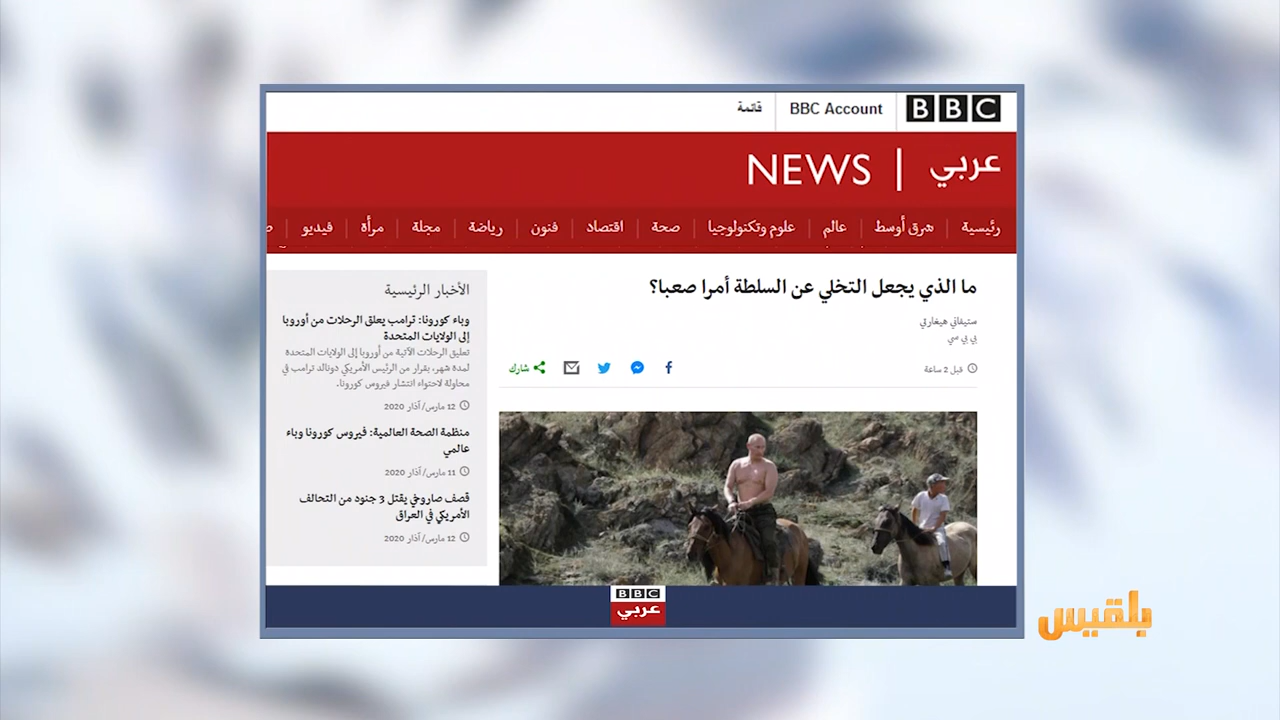 BBC
BBC Account
قائمة
عربي | NEWS
رئيسية
شرق أوسط
عالم
علوم وتكنولوجيا
صحة
اقتصاد
فنون
رياضة
مجلة
مرأة
فيديو
ما الذي يجعل التخلي عن السلطة أمرا صعبا؟
ستيفاني هيغارتي
بي بي سي
قبل 2 ساعة
شارك
الأخبار الرئيسية
وباء كورونا: ترامب يعلق الرحلات من أوروبا
إلى الولايات المتحدة
تعليق الرحلات الآتية من أوروبا إلى الولايات المتحدة
لمدة شهر، بقرار من الرئيس الأمريكي دونالد ترامب في
محاولة لاحتواء انتشار فيروس كورونا.
12 مارس/ آذار 2020
منظمة الصحة العالمية: فيروس كورونا وباء
عالمي
11 مارس/ آذار 2020
قصف صاروخي يقتل 3 جنود من التحالف
الأمريكي في العراق
12 مارس/ آذار 2020
BBC
عربي
بلقيس